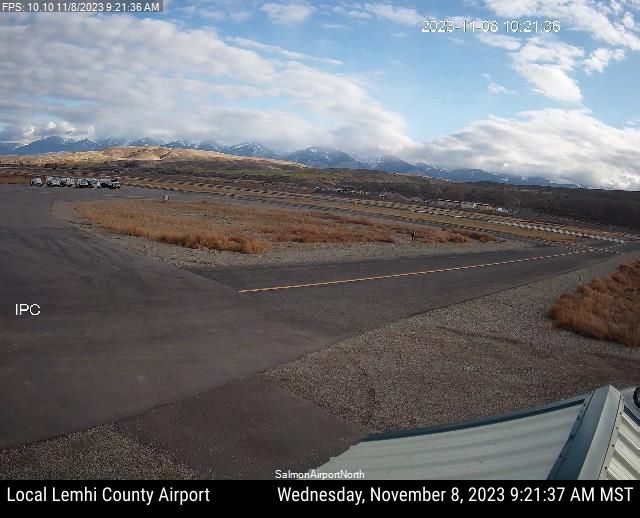 FPS: 10.10 11/8/2023 9:21:36 AM
2023-11-08 10:21:36
IPC
SalmonAirportNorth
Local Lemhi County Airport
Wednesday, November 8, 2023 9:21:37 AM MST